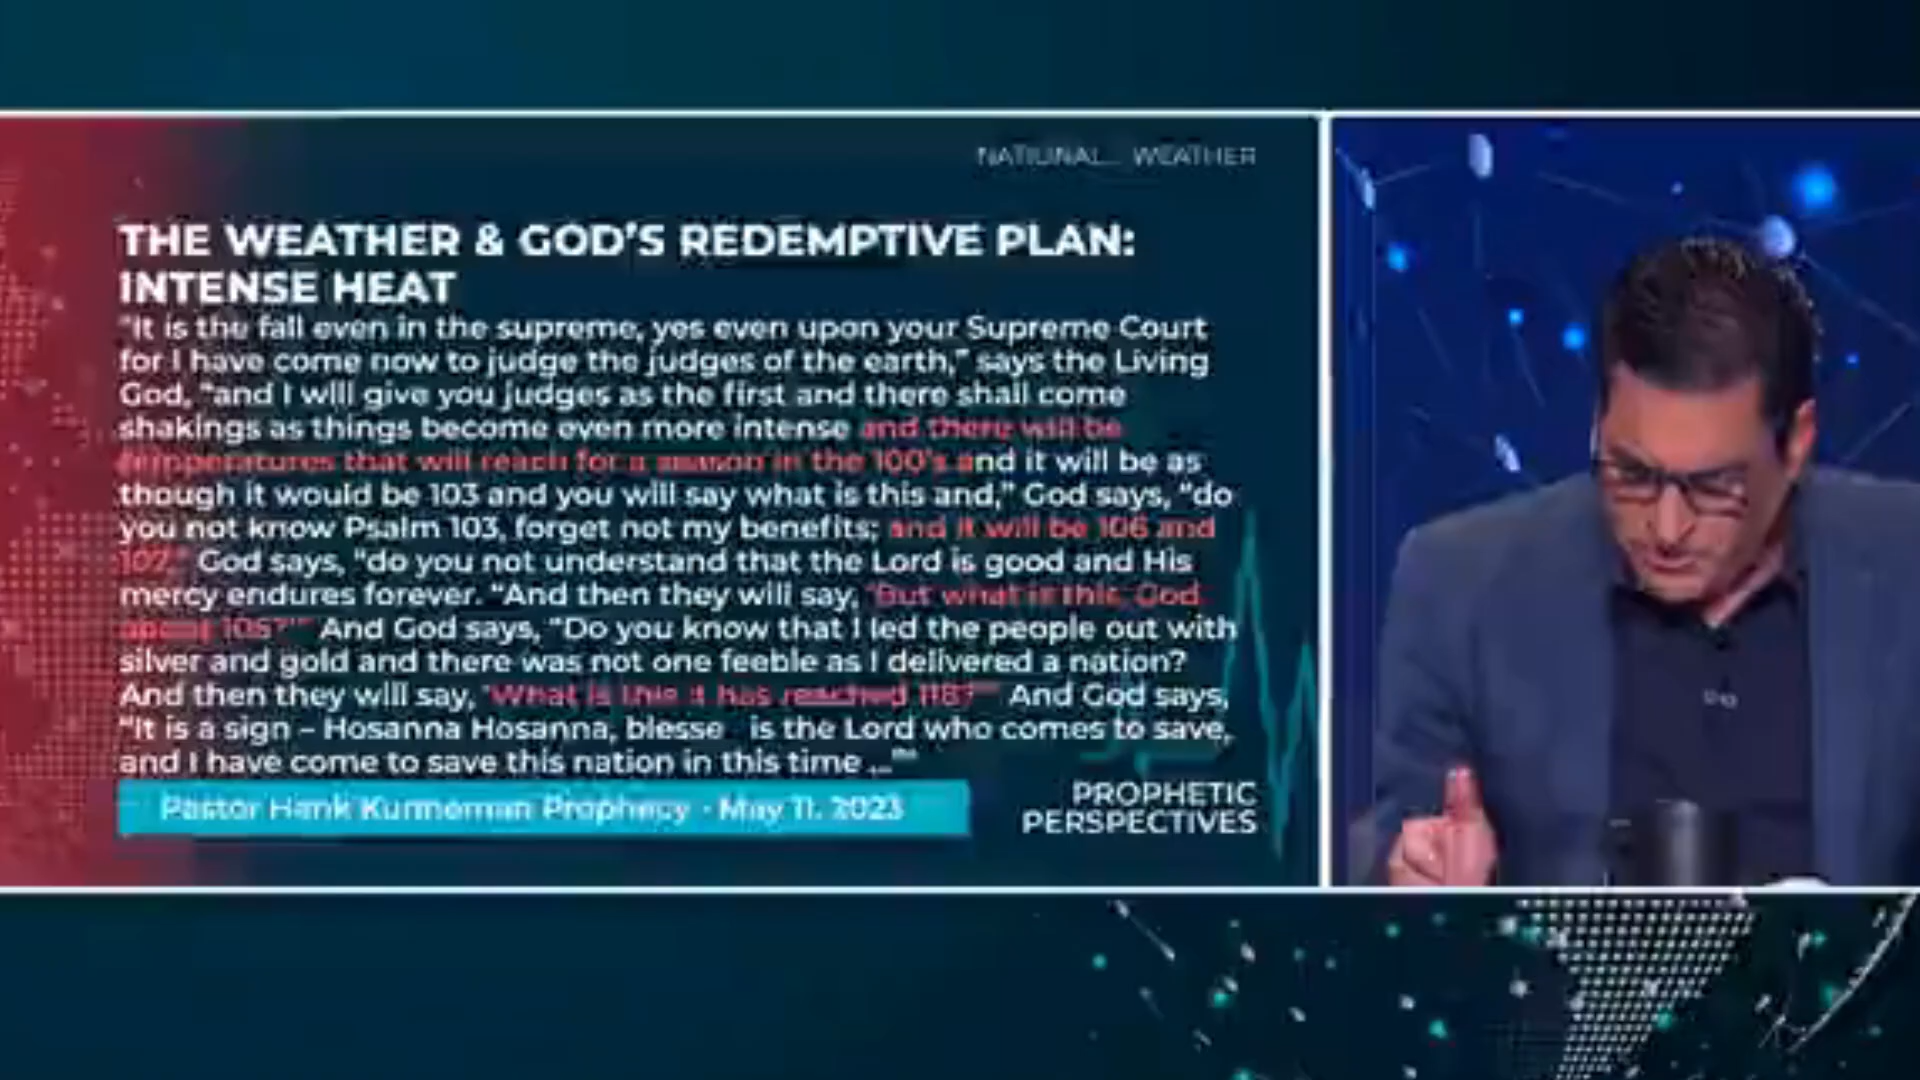 NATIONAL... WEATHER
THE WEATHER & GOD'S REDEMPTIVE PLAN:
INTENSE HEAT
"It is the fall even in the supreme, yes even upon your Supreme Court
for I have come now to judge the judges of the earth," says the Living
God, "and I will give you judges as the first and there shall come
shakings as things become even more intense and there will be
temperatures that will reach for a season in the 100's and it will be as
though it would be 103 and you will say what is this and," God says, "do
you not know Psalm 103, forget not my benefits; and it will be 106 and
107." God says, "do you not understand that the Lord is good and His
mercy endures forever. "And then they will say, "But what is this, God
about 105?'" And God says, "Do you know that I led the people out with
silver and gold and there was not one feeble as I delivered a nation?
And then they will say, 'What is this it has reached 118?'" And God says,
"It is a sign – Hosanna Hosanna, blesse is the Lord who comes to save,
and I have come to save this nation in this time ...""
Pastor Hank Kunneman Prophecy - May 11, 2023
PROPHETIC
PERSPECTIVES